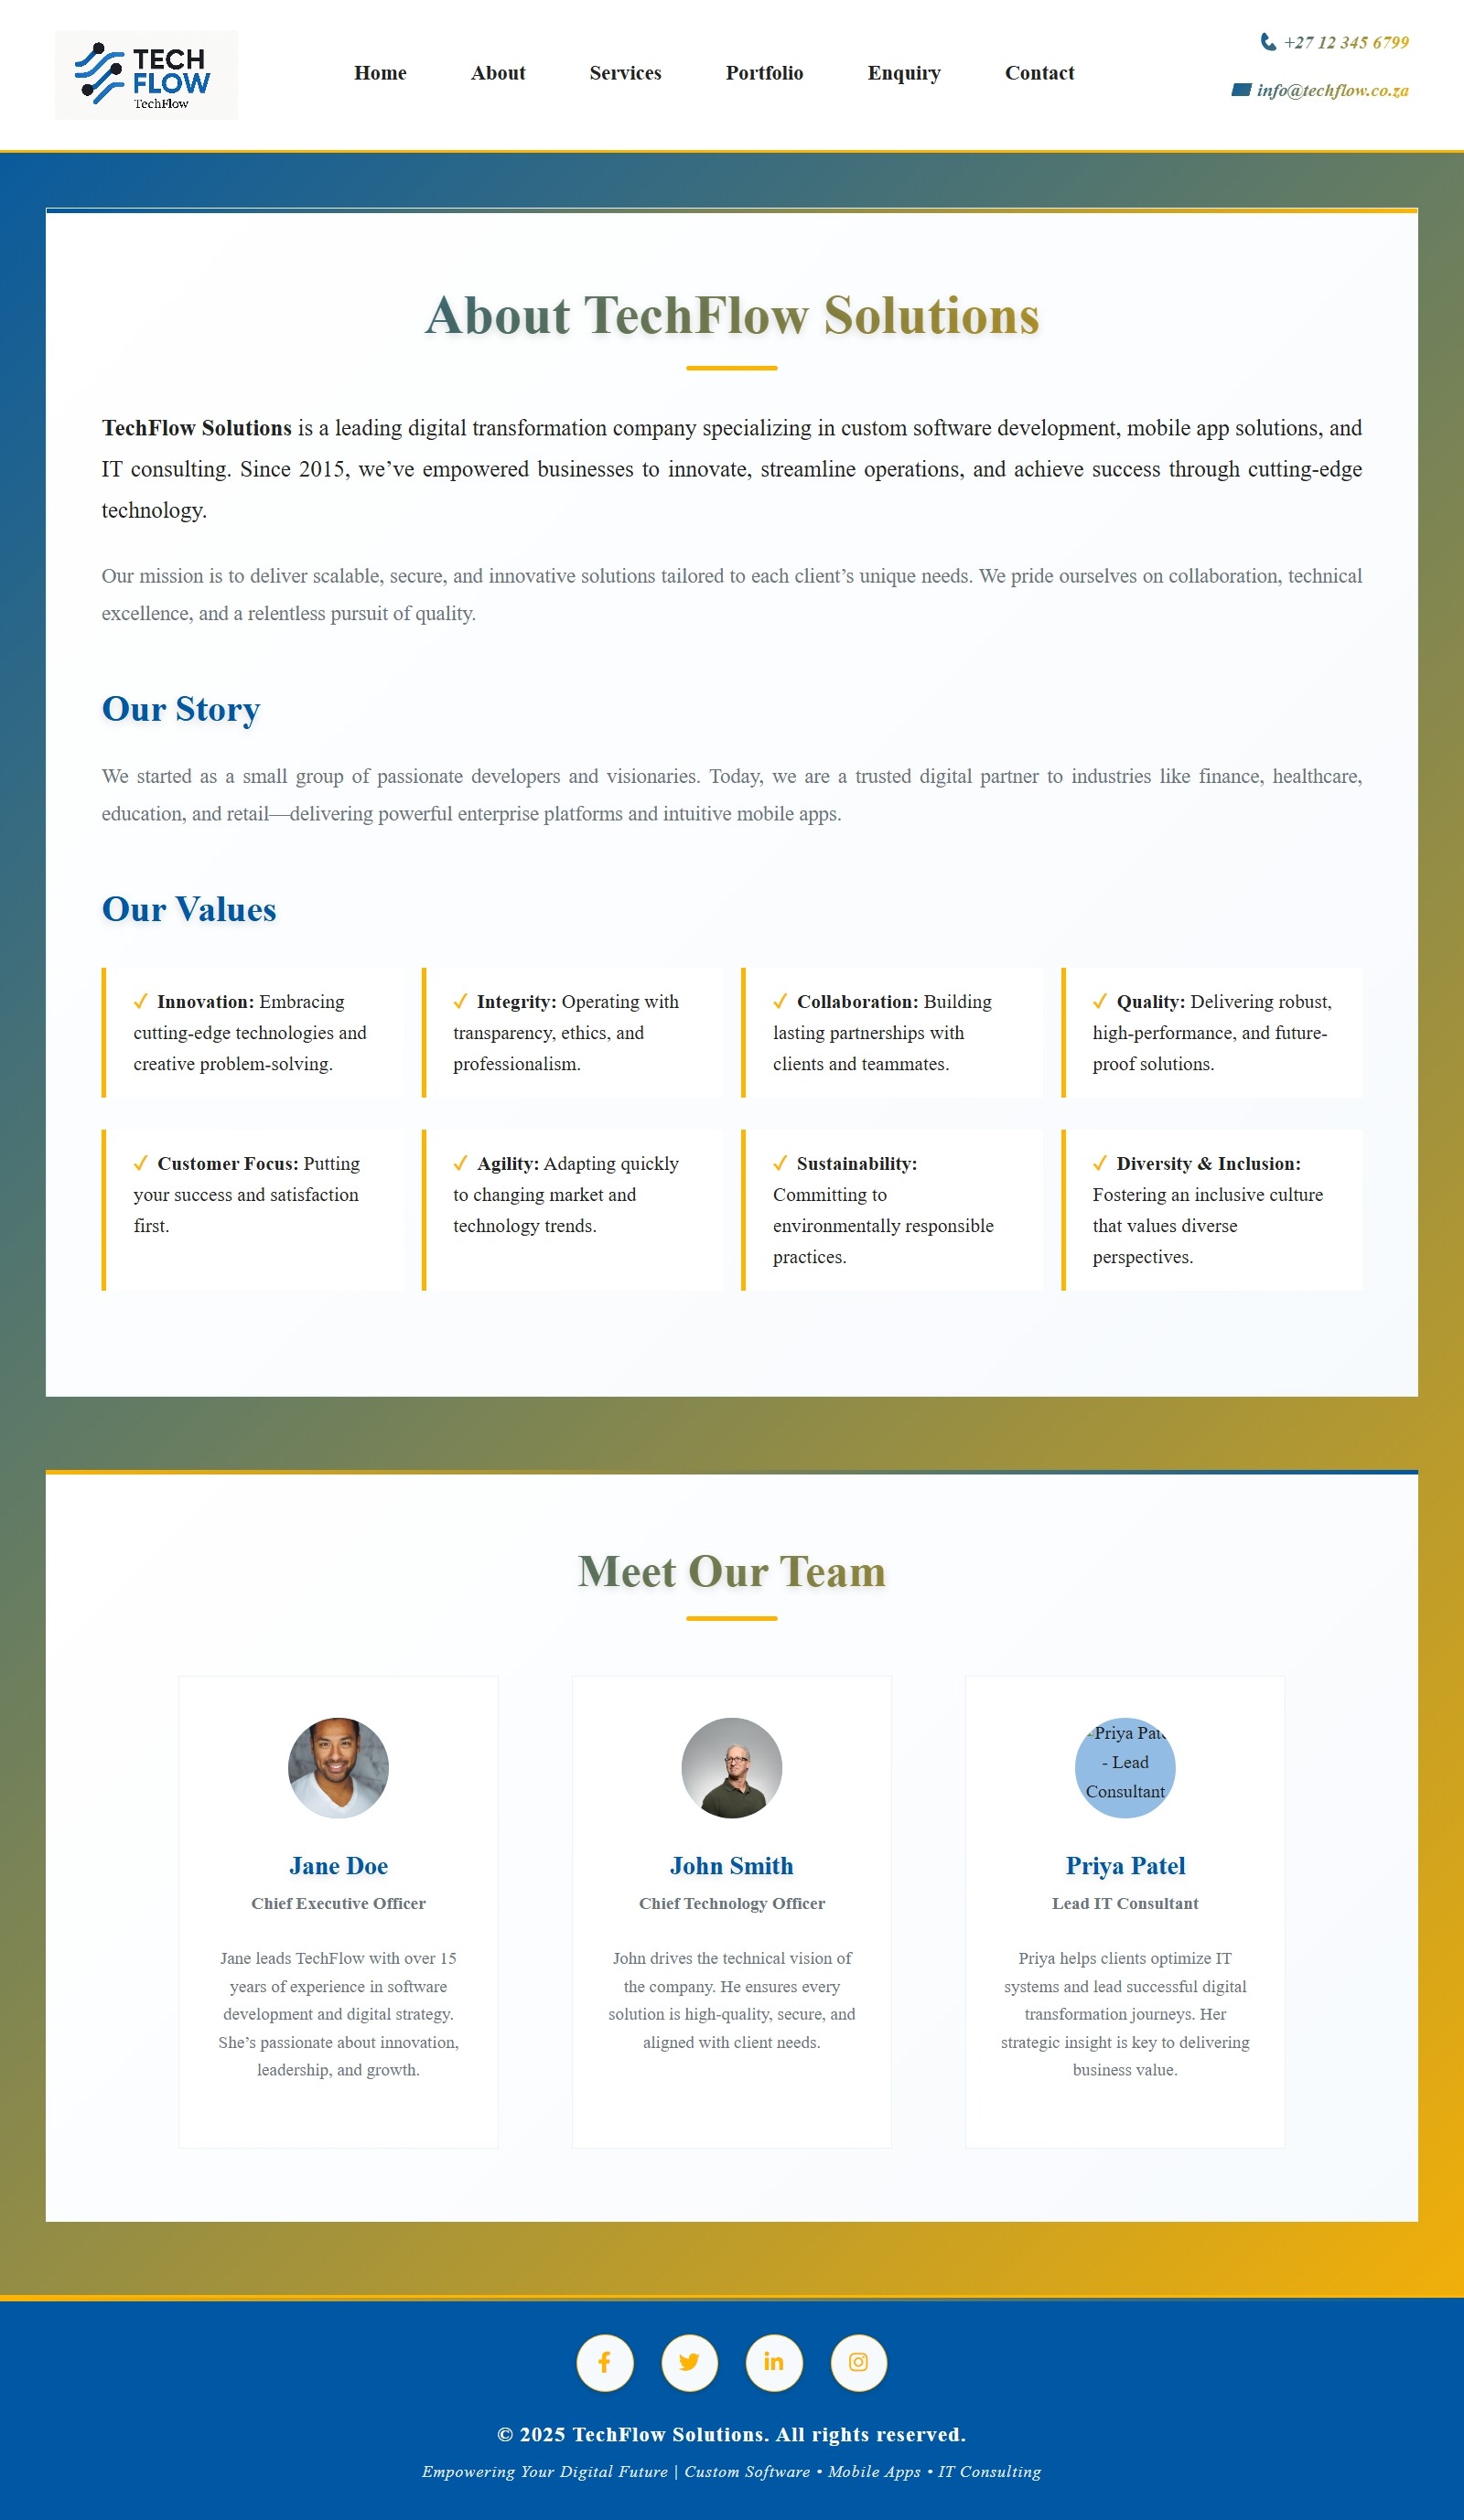 TECH
FLOW
TechFlow
Home About Services Portfolio Enquiry Contact
+27 12 345 6799
info@techflow.co.za
About TechFlow Solutions
TechFlow Solutions is a leading digital transformation company specializing in custom software development, mobile app solutions, and
IT consulting. Since 2015, we’ve empowered businesses to innovate, streamline operations, and achieve success through cutting-edge
technology.
Our mission is to deliver scalable, secure, and innovative solutions tailored to each client’s unique needs. We pride ourselves on collaboration, technical
excellence, and a relentless pursuit of quality.
Our Story
We started as a small group of passionate developers and visionaries. Today, we are a trusted digital partner to industries like finance, healthcare,
education, and retail—delivering powerful enterprise platforms and intuitive mobile apps.
Our Values
✓ Innovation: Embracing
cutting-edge technologies and
creative problem-solving.
✓ Integrity: Operating with
transparency, ethics, and
professionalism.
✓ Collaboration: Building
lasting partnerships with
clients and teammates.
✓ Quality: Delivering robust,
high-performance, and future-
proof solutions.
✓ Customer Focus: Putting
your success and satisfaction
first.
✓ Agility: Adapting quickly
to changing market and
technology trends.
✓ Sustainability:
Committing to
environmentally responsible
practices.
✓ Diversity & Inclusion:
Fostering an inclusive culture
that values diverse
perspectives.
Meet Our Team
Jane Doe
Chief Executive Officer
Jane leads TechFlow with over 15
years of experience in software
development and digital strategy.
She’s passionate about innovation,
leadership, and growth.
John Smith
Chief Technology Officer
John drives the technical vision of
the company. He ensures every
solution is high-quality, secure, and
aligned with client needs.
Priya Pate
- Lead
Consultant
Priya Patel
Lead IT Consultant
Priya helps clients optimize IT
systems and lead successful digital
transformation journeys. Her
strategic insight is key to delivering
business value.
© 2025 TechFlow Solutions. All rights reserved.
Empowering Your Digital Future | Custom Software • Mobile Apps • IT Consulting